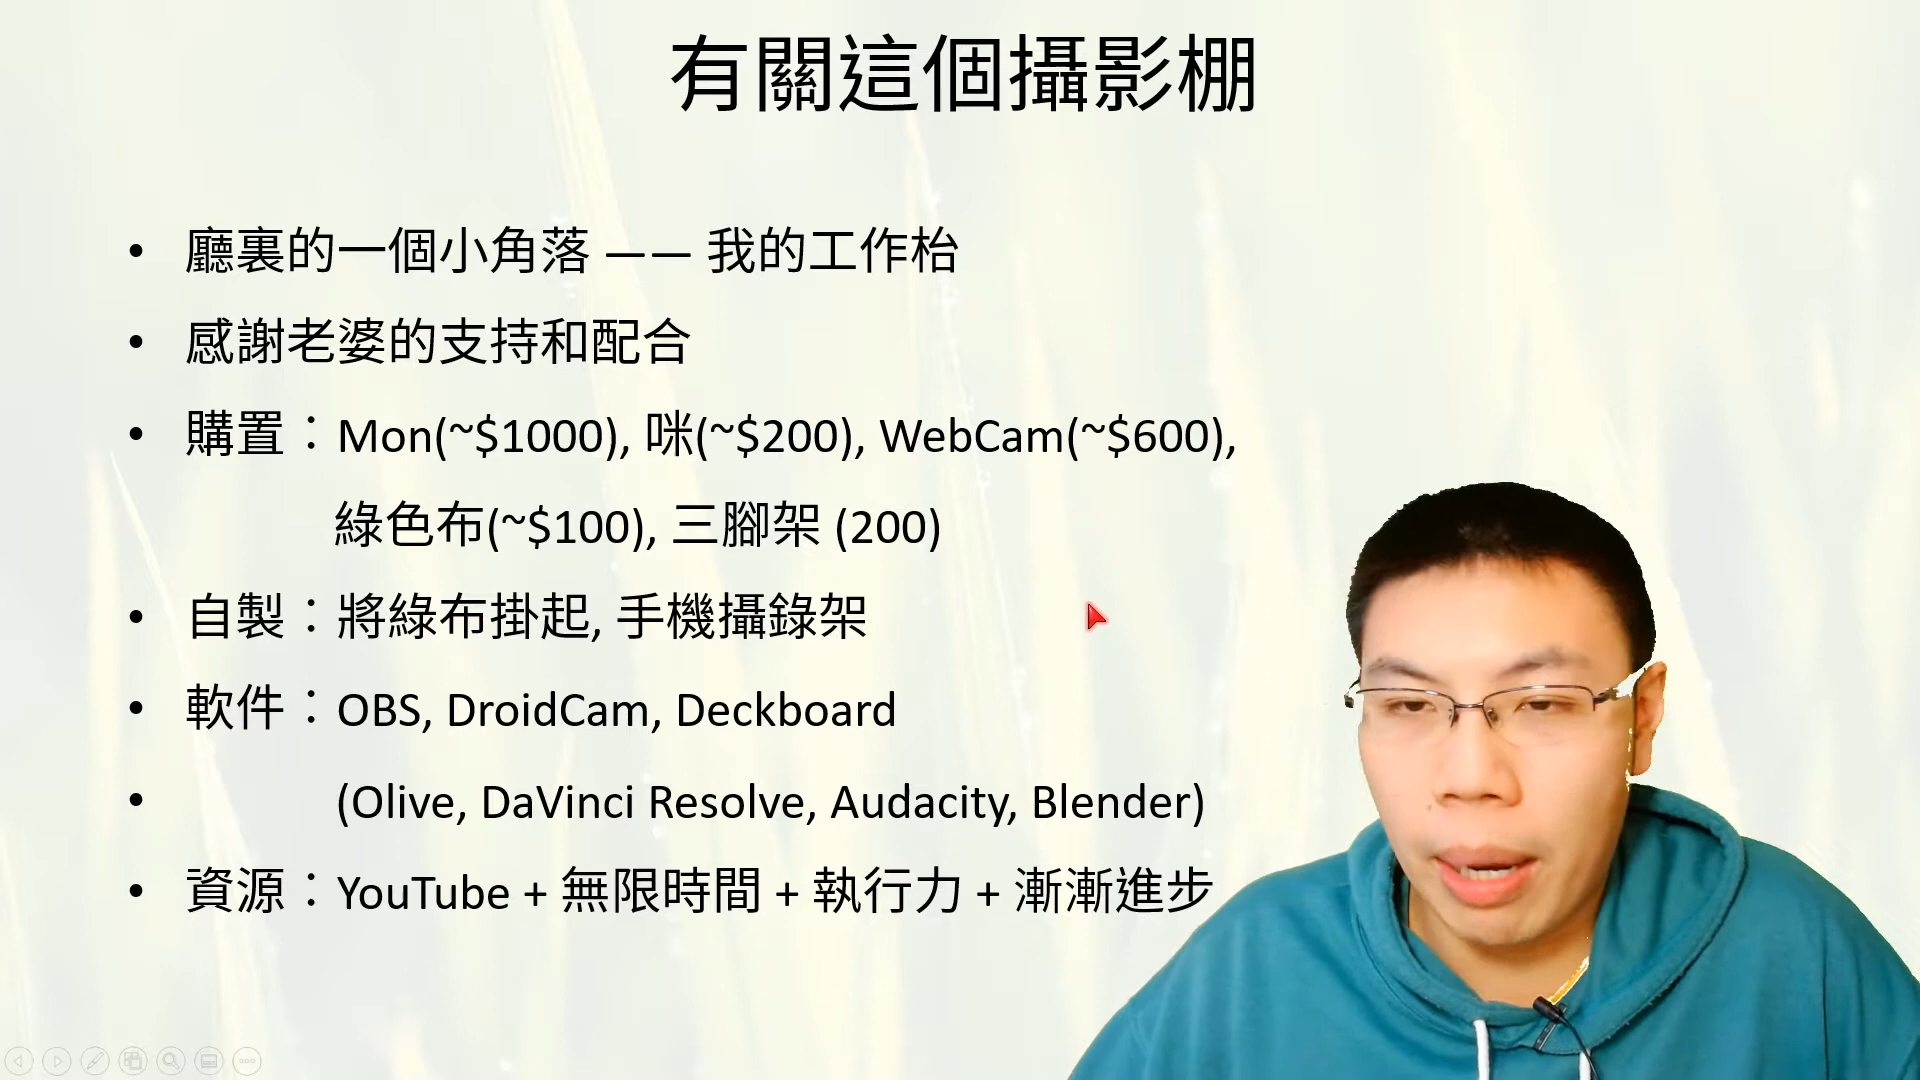 有關這個攝影棚
• 廳裏的一個小角落 —— 我的工作枱
• 感謝老婆的支持和配合
• 購置：Mon(~$1000), 咪(~$200), WebCam(~$600),
綠色布(~$100), 三腳架 (200)
• 自製：將綠布掛起, 手機攝錄架
• 軟件：OBS, DroidCam, Deckboard
• (Olive, DaVinci Resolve, Audacity, Blender)
• 資源：YouTube + 無限時間 + 執行力 + 漸漸進步